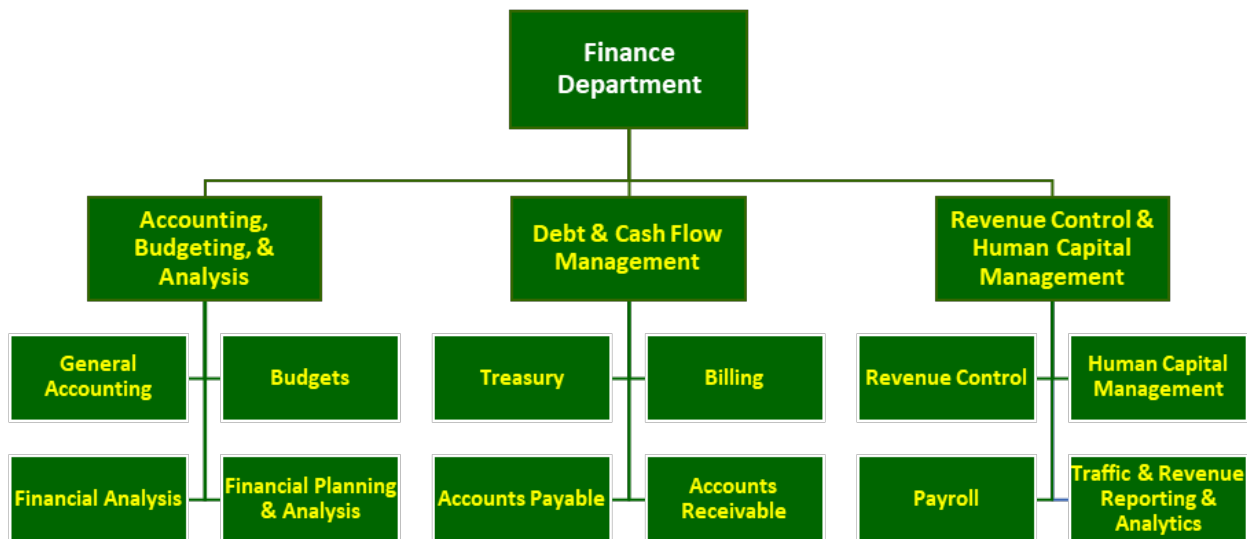 Finance
Department
Accounting,
Budgeting, &
Analysis
Debt & Cash Flow
Management
Revenue Control &
Human Capital
Management
General
Accounting
Budgets
Treasury
Billing
Revenue Control
Human Capital
Management
Financial Analysis
Financial Planning
& Analysis
Accounts Payable
Accounts
Receivable
Payroll
Traffic & Revenue
Reporting &
Analytics